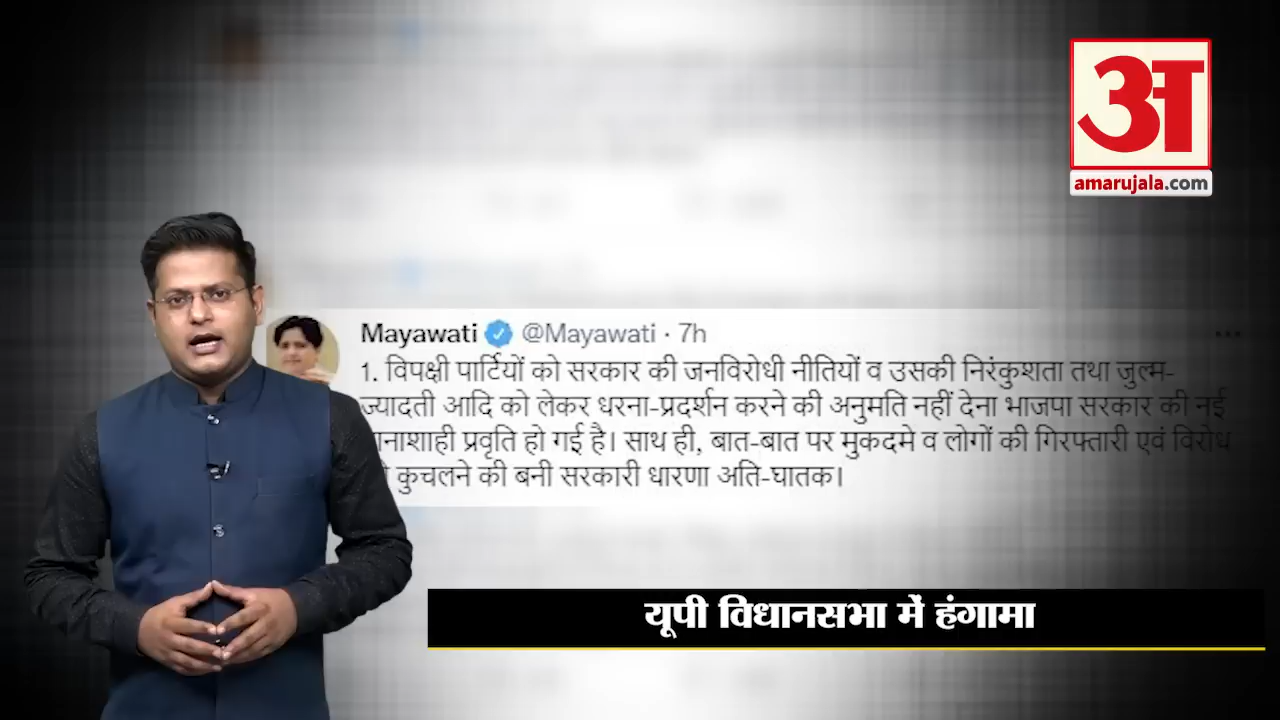 अ
amarujala.com
Mayawati @Mayawati · 7h
1. विपक्षी पार्टियों को सरकार की जनविरोधी नीतियों व उसकी निरंकुशता तथा जुल्म-
ज्यादती आदि को लेकर धरना-प्रदर्शन करने की अनुमति नहीं देना भाजपा सरकार की नई
प्रवृति हो गई है। साथ ही, बात-बात पर मुकदमे व लोगों की गिरफ्तारी एवं विरोध
कुचलने की बनी सरकारी धारणा अति-घातक।
यूपी विधानसभा में हंगामा